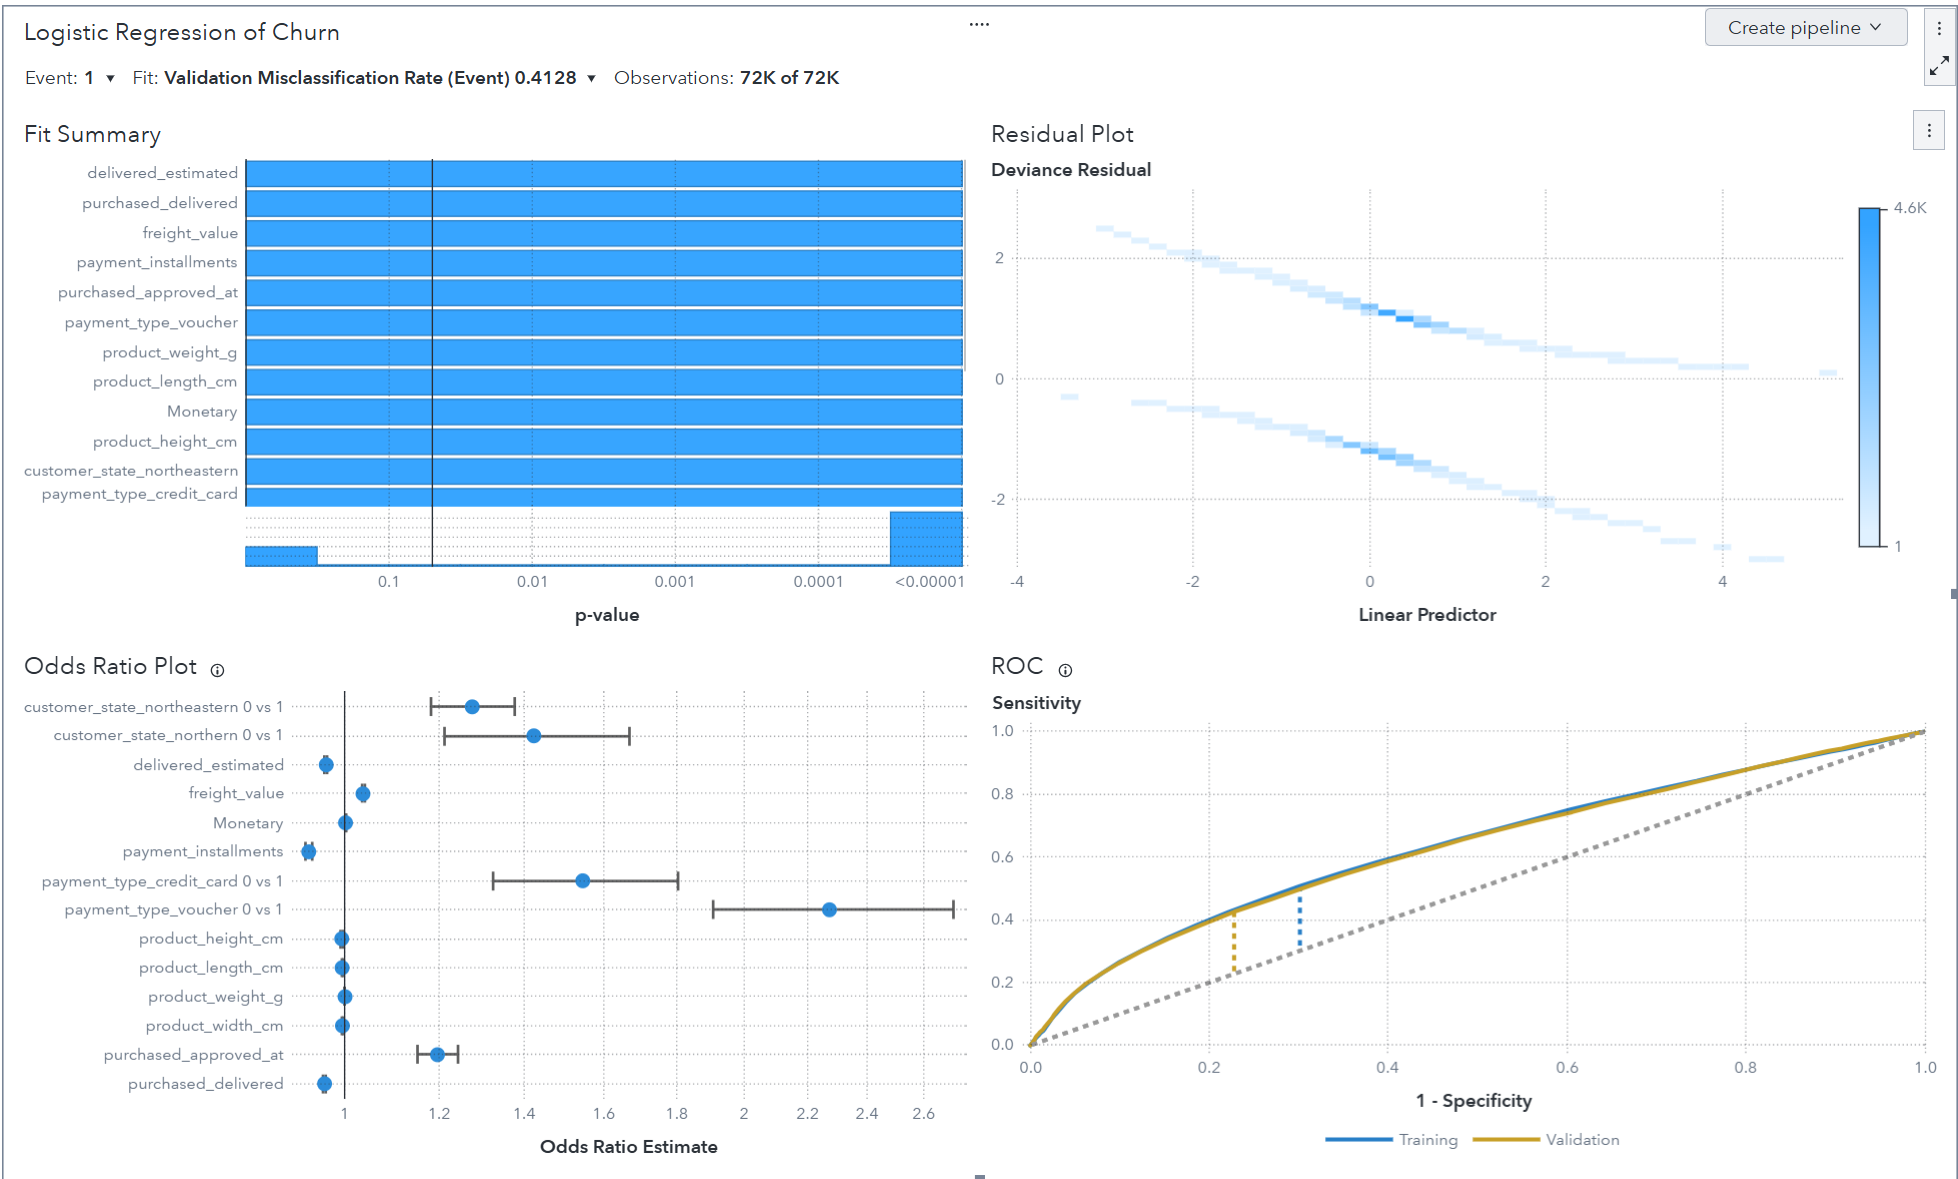 Logistic Regression of Churn
Create pipeline
Event: 1 Fit: Validation Misclassification Rate (Event) 0.4128 Observations: 72K of 72K
Fit Summary
delivered_estimated
purchased_delivered
freight_value
payment_installments
purchased_approved_at
payment_type_voucher
product_weight_g
product_length_cm
Monetary
product_height_cm
customer_state_northeastern
payment_type_credit_card
0.1 0.01 0.001 0.0001 <0.00001
p-value
Residual Plot
Deviance Residual
4.6K
2
0
-2
1
-4 -2 0 2 4
Linear Predictor
Odds Ratio Plot
customer_state_northeastern 0 vs 1
customer_state_northern 0 vs 1
delivered_estimated
freight_value
Monetary
payment_installments
payment_type_credit_card 0 vs 1
payment_type_voucher 0 vs 1
product_height_cm
product_length_cm
product_weight_g
product_width_cm
purchased_approved_at
purchased_delivered
1 1.2 1.4 1.6 1.8 2 2.2 2.4 2.6
Odds Ratio Estimate
ROC
Sensitivity
1.0
0.8
0.6
0.4
0.2
0.0
0.0 0.2 0.4 0.6 0.8 1.0
1 - Specificity
Training Validation